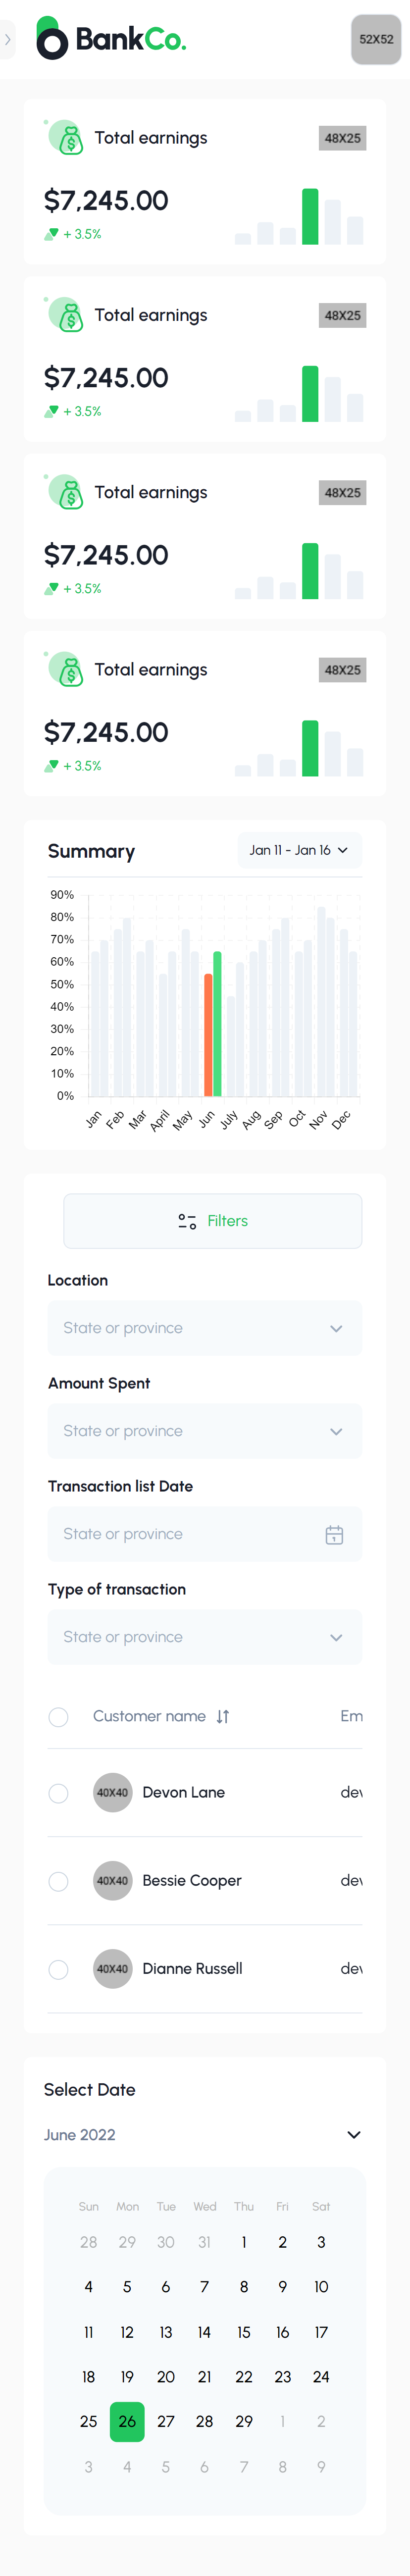 BankCo.
52X52
Total earnings
48X25
$7,245.00
+ 3.5%
Total earnings
48X25
$7,245.00
+ 3.5%
Total earnings
48X25
$7,245.00
+ 3.5%
Total earnings
48X25
$7,245.00
+ 3.5%
Summary
Jan 11 - Jan 16
90%
80%
70%
60%
50%
40%
30%
20%
10%
0%
Jan Feb Mar April May Jun July Aug Sep Oct Nov Dec
Filters
Location
State or province
Amount Spent
State or province
Transaction list Date
State or province
Type of transaction
State or province
Customer name Em
40X40 Devon Lane dev
40X40 Bessie Cooper dev
40X40 Dianne Russell dev
Select Date
June 2022
Sun Mon Tue Wed Thu Fri Sat
28 29 30 31 1 2 3
4 5 6 7 8 9 10
11 12 13 14 15 16 17
18 19 20 21 22 23 24
25 26 27 28 29 1 2
3 4 5 6 7 8 9